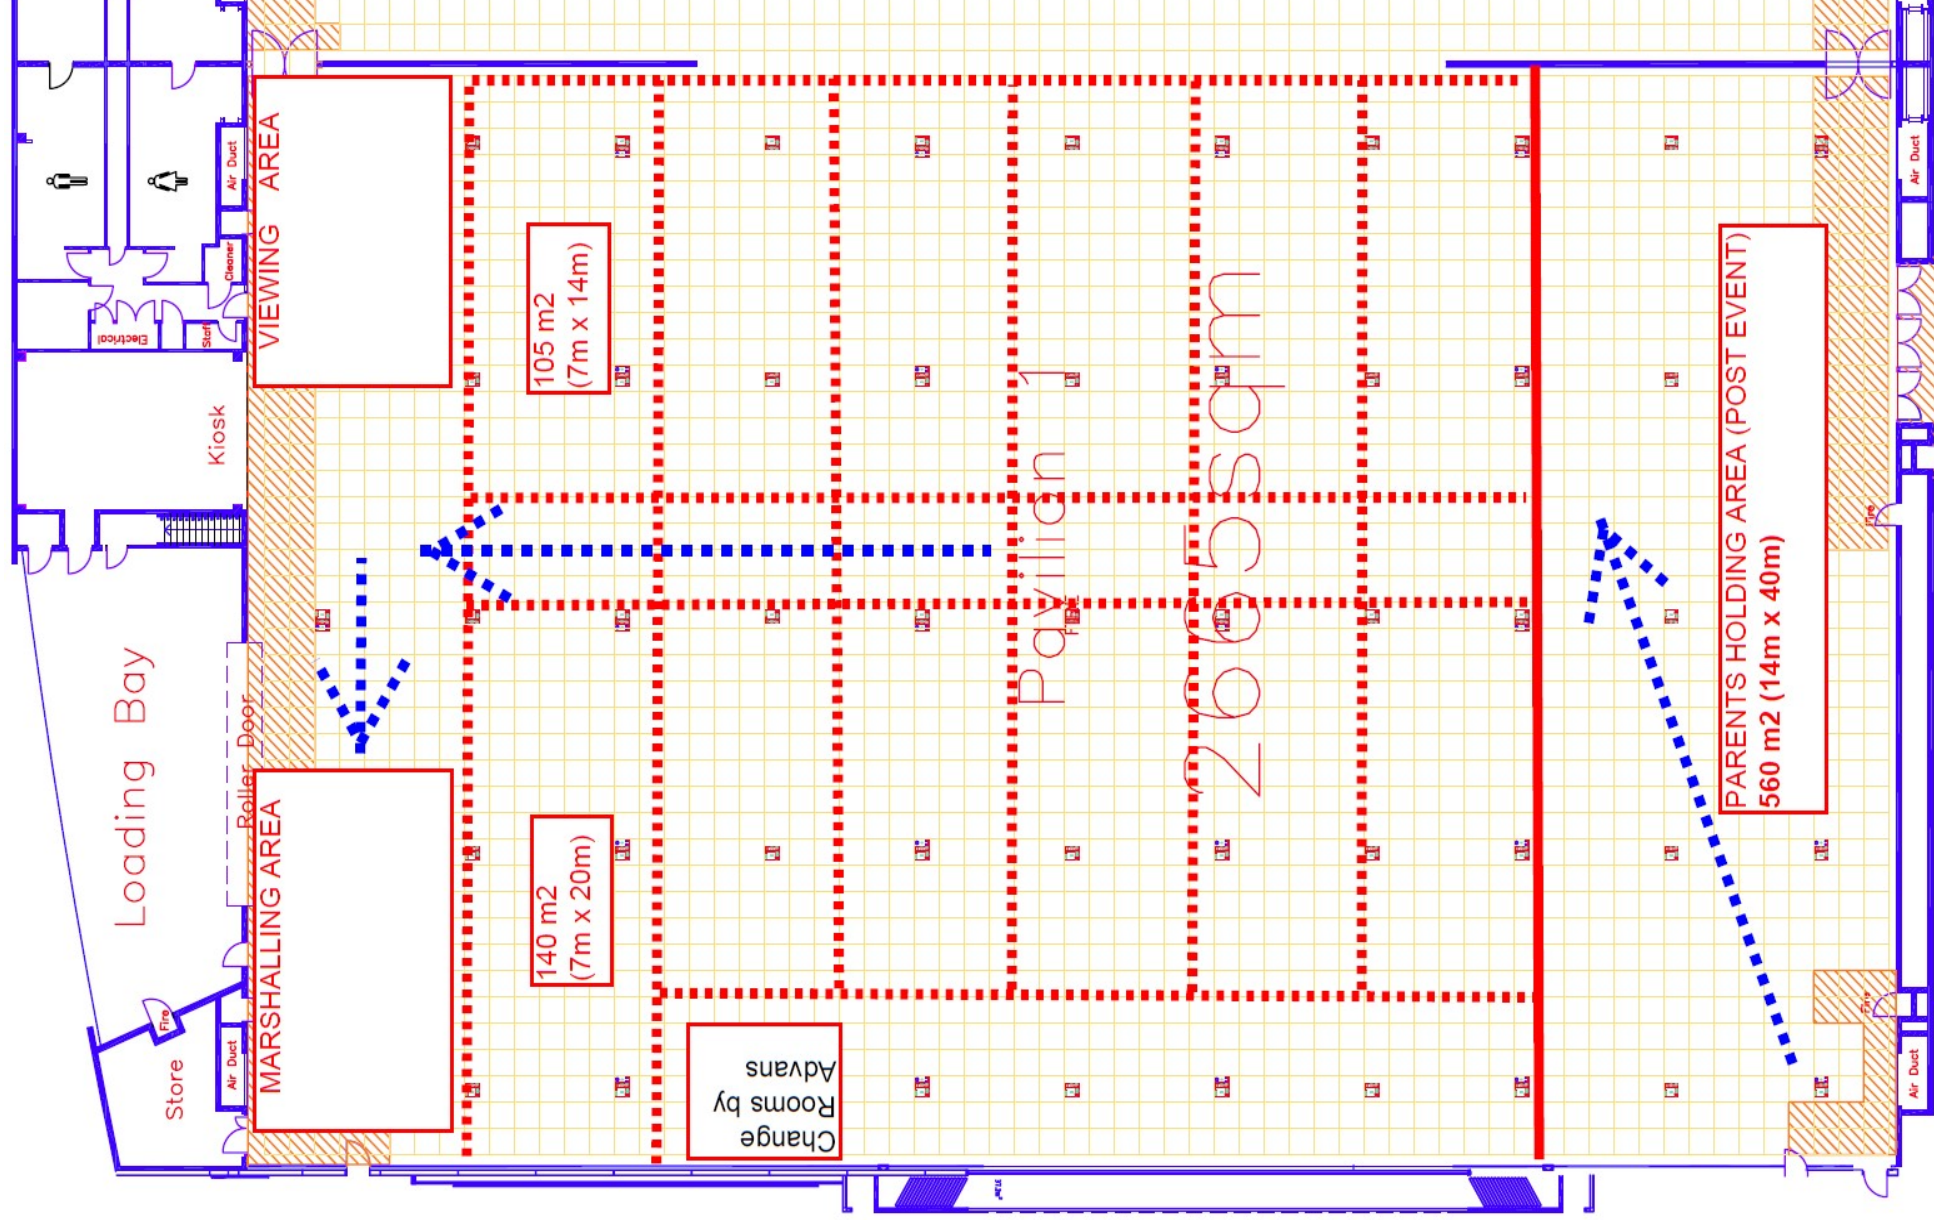 Air Duct
Cleaner
Electrical
Staff
Kiosk
Loading Bay
Roller Door
Fire
Store
Air Duct
VIEWING AREA
MARSHALLING AREA
105 m2
(7m x 14m)
140 m2
(7m x 20m)
Change
Rooms by
Advans
Pavilion 1
2665sqm
PARENTS HOLDING AREA (POST EVENT)
560 m2 (14m x 40m)
Air Duct
Fire
Fire
Air Duct